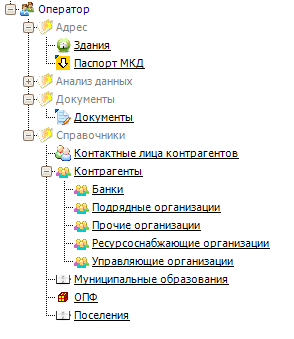 Оператор
Адрес
Здания
Паспорт МКД
Анализ данных
Документы
Документы
Справочники
Контактные лица контрагентов
Контрагенты
Банки
Подрядные организации
Прочие организации
Ресурсоснабжающие организации
Управляющие организации
Муниципальные образования
ОПФ
Поселения